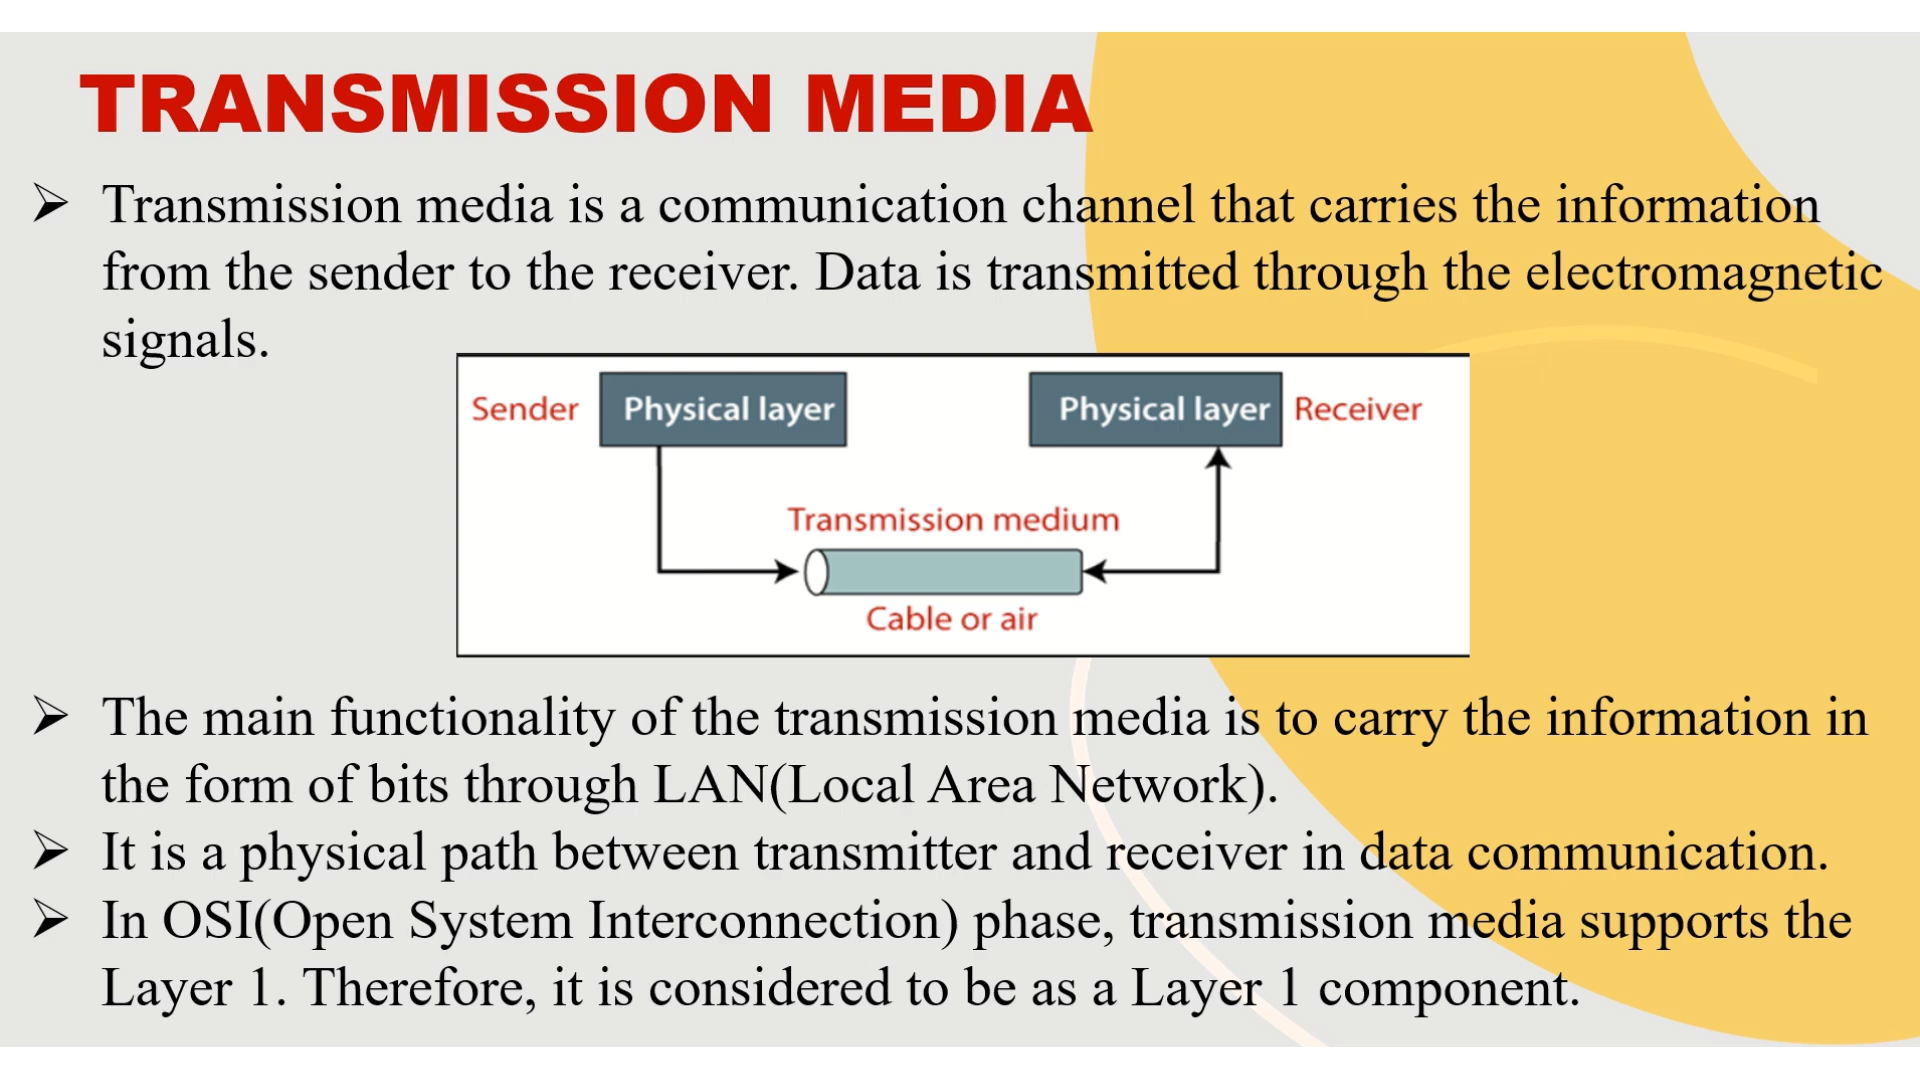 TRANSMISSION MEDIA
➢ Transmission media is a communication channel that carries the information
from the sender to the receiver. Data is transmitted through the electromagnetic
signals.
Sender Physical layer Physical layer Receiver
Transmission medium
Cable or air
➢ The main functionality of the transmission media is to carry the information in
the form of bits through LAN(Local Area Network).
➢ It is a physical path between transmitter and receiver in data communication.
➢ In OSI(Open System Interconnection) phase, transmission media supports the
Layer 1. Therefore, it is considered to be as a Layer 1 component.